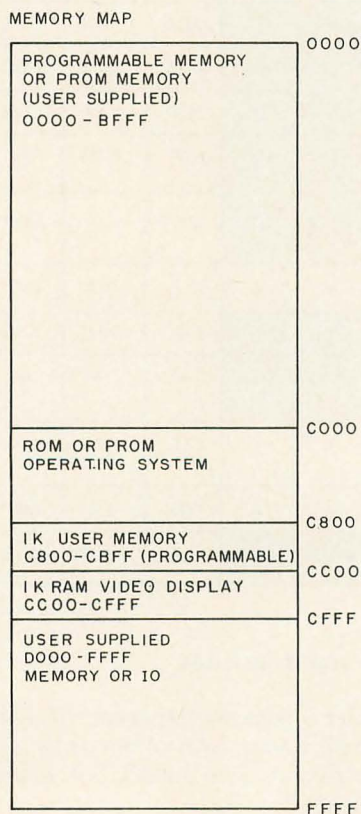 MEMORY MAP
0000
PROGRAMMABLE MEMORY
OR PROM MEMORY
(USER SUPPLIED)
0000-BFFF
C000
ROM OR PROM
OPERATING SYSTEM
C800
1K USER MEMORY
C800-CBFF (PROGRAMMABLE)
CC00
1K RAM VIDEO DISPLAY
CC00-CFFF
CFFF
USER SUPPLIED
D000-FFFF
MEMORY OR IO
FFFF